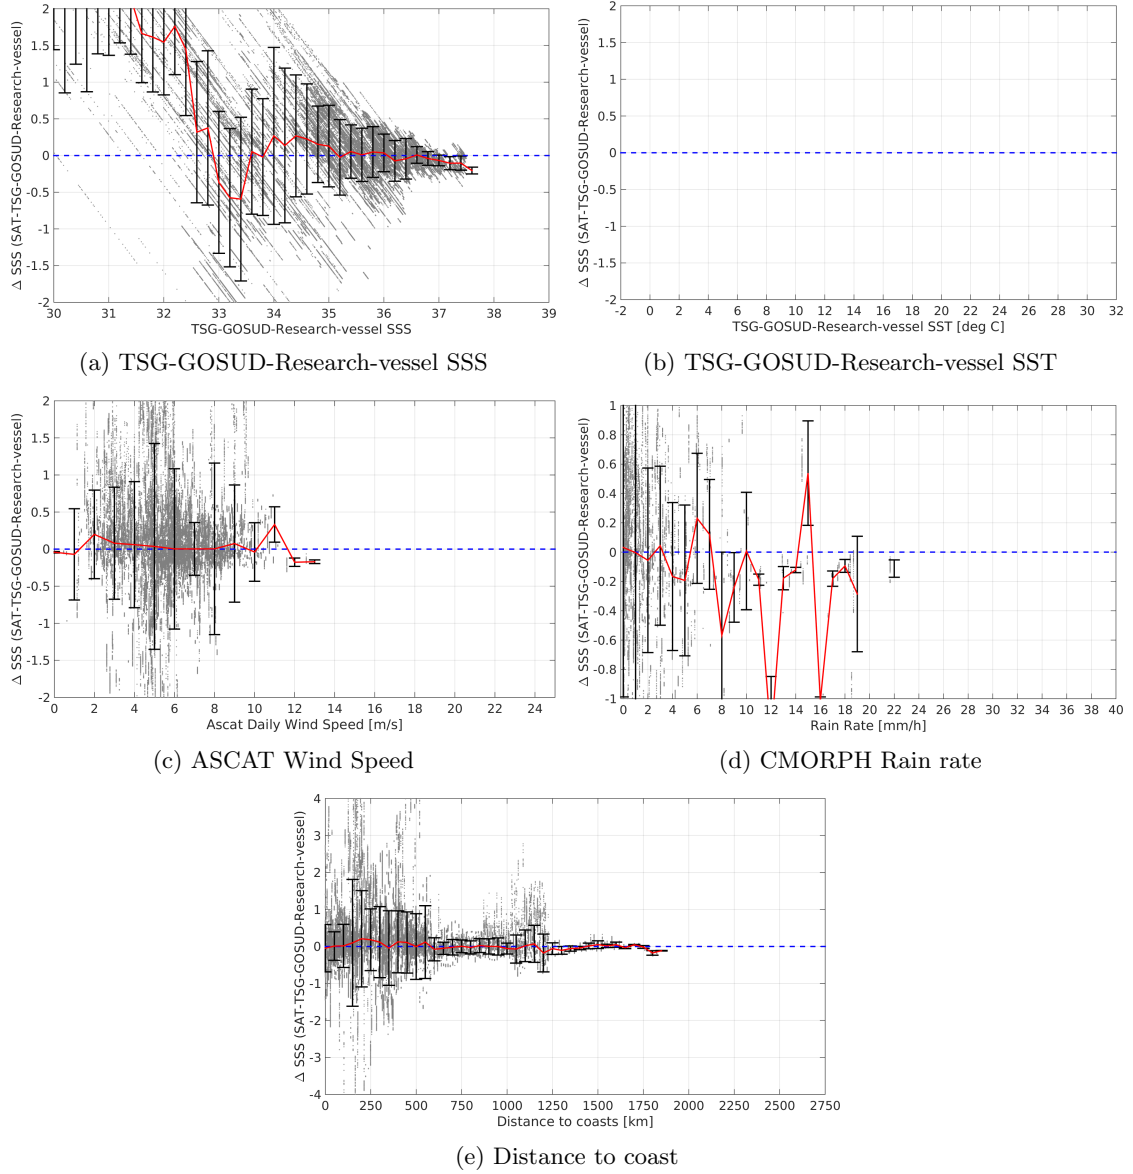 2
1.5
1
0.5
0
-0.5
-1
-1.5
-2
Δ SSS (SAT-TSG-GOSUD-Research-vessel)
30 31 32 33 34 35 36 37 38 39
TSG-GOSUD-Research-vessel SSS
(a) TSG-GOSUD-Research-vessel SSS
2
1.5
1
0.5
0
0.5
-1
1.5
-2
Δ SSS (SAT-TSG-GOSUD-Research-vessel)
-2 0 2 4 6 8 10 12 14 16 18 20 22 24 26 28 30 32
TSG-GOSUD-Research-vessel SST [deg C]
(b) TSG-GOSUD-Research-vessel SST
2
1.5
1
0.5
0
-0.5
-1
-1.5
-2
Δ SSS (SAT-TSG-GOSUD-Research-vessel)
0 2 4 6 8 10 12 14 16 18 20 22 24
Ascat Daily Wind Speed [m/s]
(c) ASCAT Wind Speed
1
0.8
0.6
0.4
0.2
0
-0.2
-0.4
-0.6
-0.8
-1
Δ SSS (SAT-TSG-GOSUD-Research-vessel)
0 2 4 6 8 10 12 14 16 18 20 22 24 26 28 30 32 34 36 38 40
Rain Rate [mm/h]
(d) CMORPH Rain rate
4
3
2
1
0
-1
-2
-3
-4
Δ SSS (SAT-TSG-GOSUD-Research-vessel)
0 250 500 750 1000 1250 1500 1750 2000 2250 2500 2750
Distance to coasts [km]
(e) Distance to coast